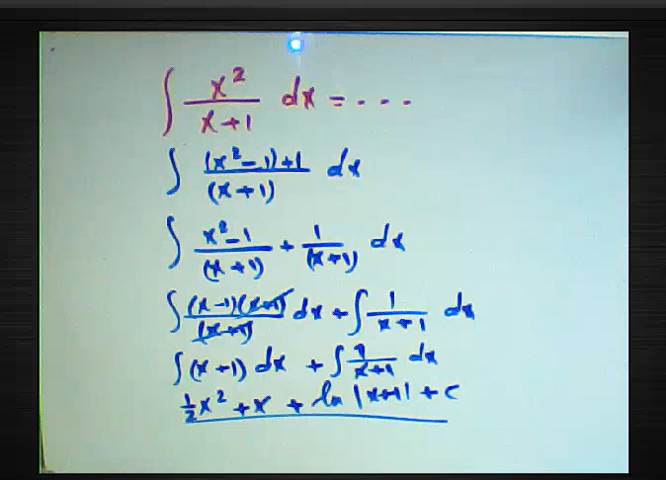 ∫ x²/(x+1) dx = . . .
∫ ((x²-1)+1)/(x+1) dx
∫ (x²-1)/(x+1) + 1/(x+1) dx
∫ ((x-1)(x+1))/(x+1) dx + ∫ 1/(x+1) dx
∫ (x+1) dx + ∫ 1/(x+1) dx
½x² + x + ln |x+1| + c